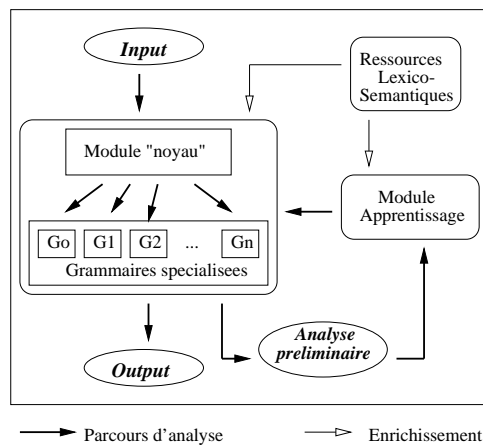 Input
Ressources
Lexico-
Semantiques
Module "noyau"
Module
Apprentissage
Go G1 G2 ... Gn
Grammaires specialisees
Analyse
preliminaire
Output
Parcours d'analyse
Enrichissement